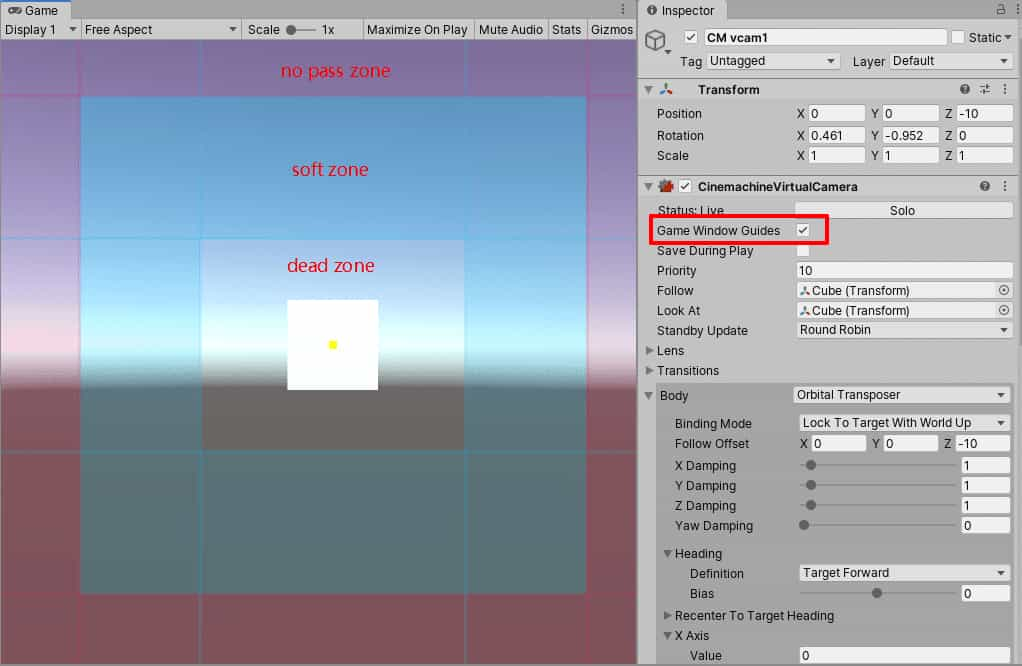 Game
Display 1 Free Aspect Scale 1x Maximize On Play Mute Audio Stats Gizmos
no pass zone
soft zone
dead zone
Inspector
CM vcam1 Static
Tag Untagged Layer Default
Transform
Position X 0 Y 0 Z -10
Rotation X 0.461 Y -0.952 Z 0
Scale X 1 Y 1 Z 1
CinemachineVirtualCamera
Status: Live Solo
Game Window Guides
Save During Play
Priority 10
Follow Cube (Transform)
Look At Cube (Transform)
Standby Update Round Robin
Lens
Transitions
Body Orbital Transposer
Binding Mode Lock To Target With World Up
Follow Offset X 0 Y 0 Z -10
X Damping 1
Y Damping 1
Z Damping 1
Yaw Damping 0
Heading
Definition Target Forward
Bias 0
Recenter To Target Heading
X Axis
Value 0